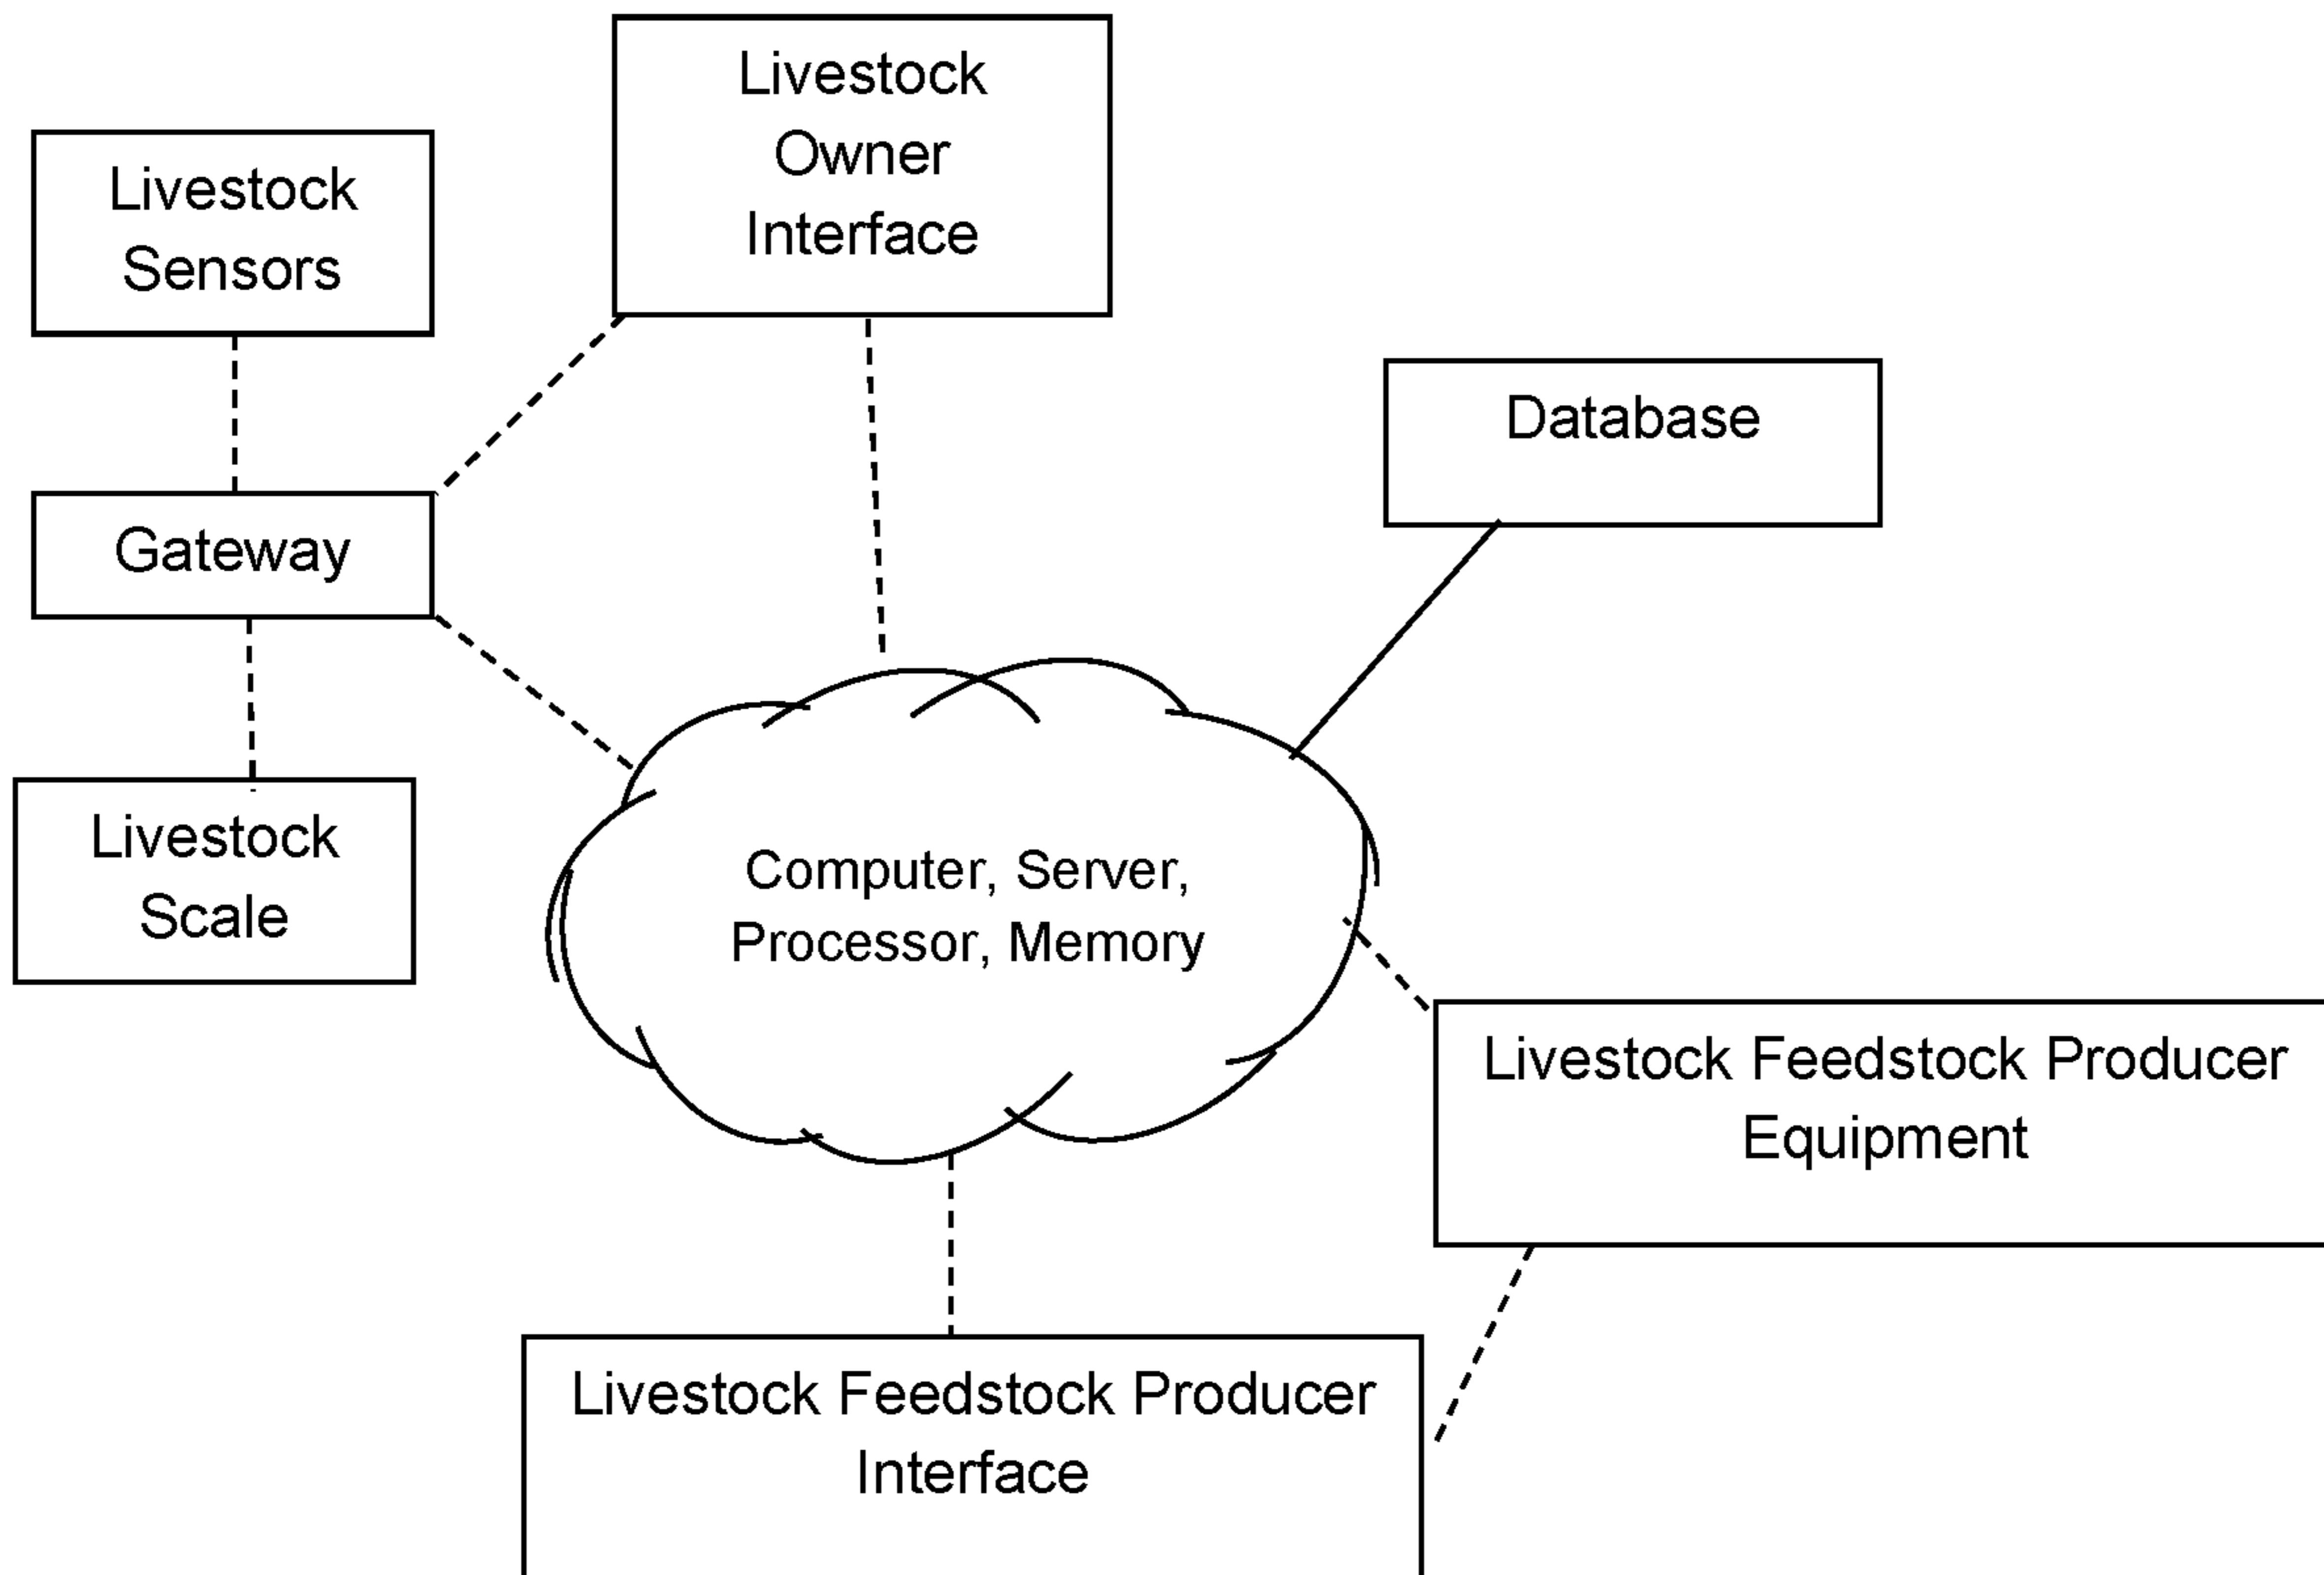 Livestock
Owner
Interface
Livestock
Sensors
Database
Gateway
Livestock
Scale
Computer, Server,
Processor, Memory
Livestock Feedstock Producer
Equipment
Livestock Feedstock Producer
Interface